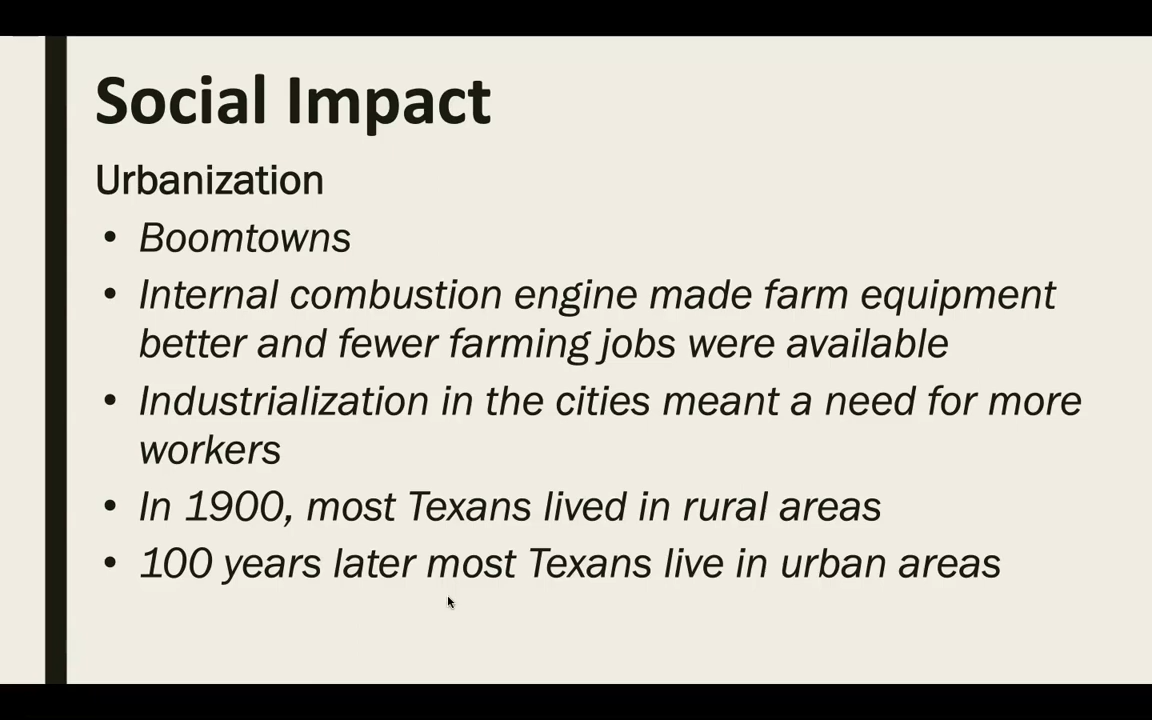 Social Impact
Urbanization
• Boomtowns
• Internal combustion engine made farm equipment
better and fewer farming jobs were available
• Industrialization in the cities meant a need for more
workers
• In 1900, most Texans lived in rural areas
• 100 years later most Texans live in urban areas